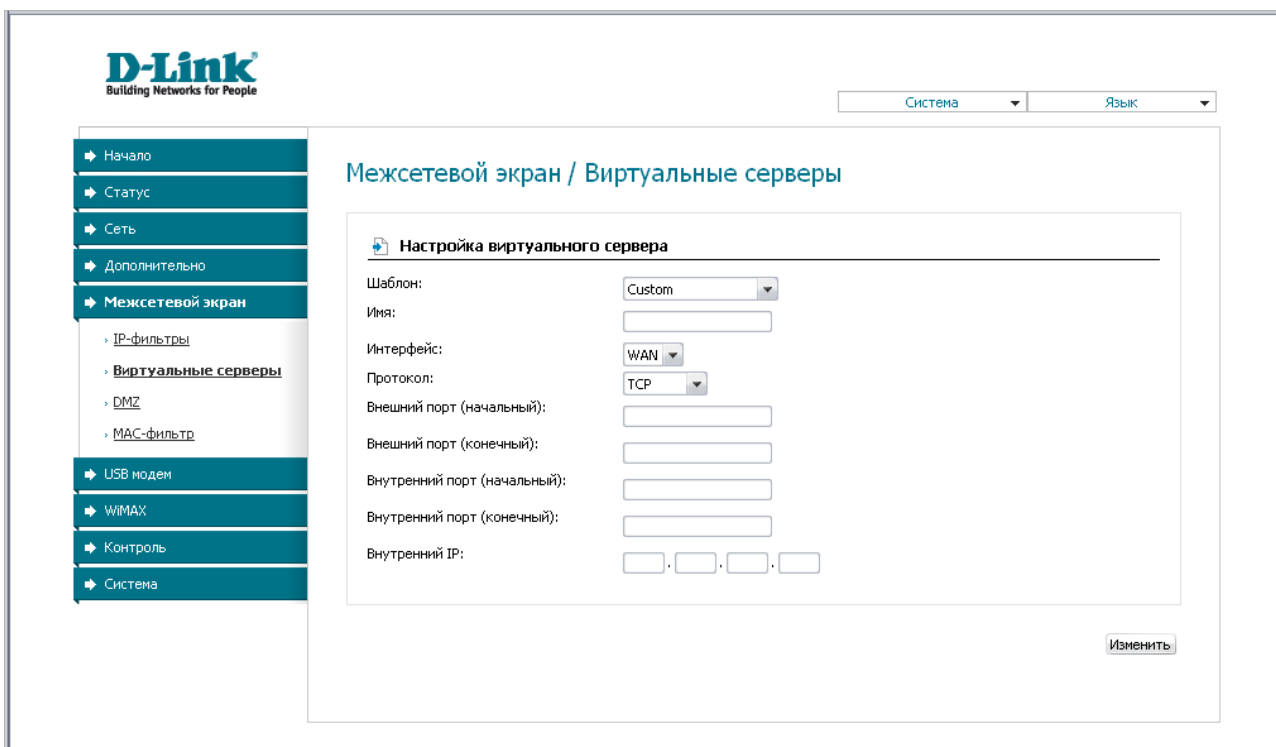 D-Link
Building Networks for People
Система
Язык
Начало
Статус
Сеть
Дополнительно
Межсетевой экран
IP-фильтры
Виртуальные серверы
DMZ
MAC-фильтр
USB модем
WiMAX
Контроль
Система
Межсетевой экран / Виртуальные серверы
Настройка виртуального сервера
Шаблон:
Custom
Имя:
Интерфейс:
WAN
Протокол:
TCP
Внешний порт (начальный):
Внешний порт (конечный):
Внутренний порт (начальный):
Внутренний порт (конечный):
Внутренний IP:
. . .
Изменить